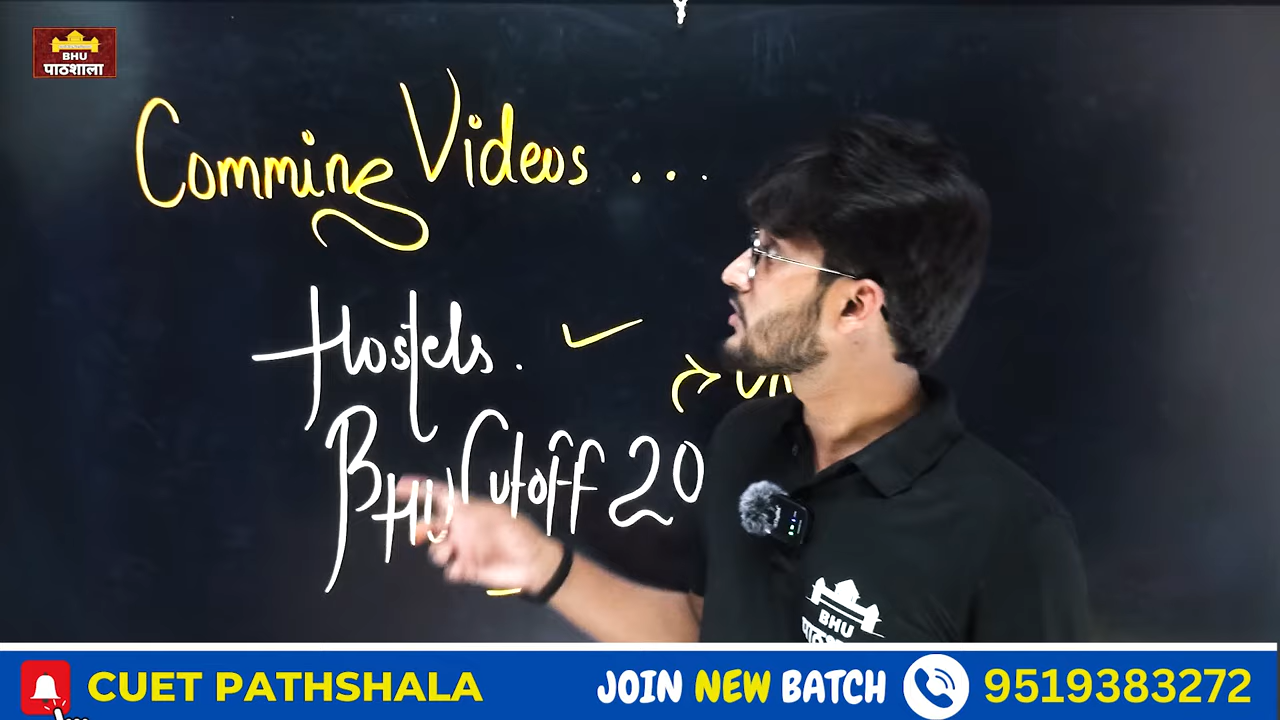 BHU
पाठशाला
Comming Videos ...
Hostels.
BHU Cutoff 20
BHU
CUET PATHSHALA
JOIN NEW BATCH
9519383272